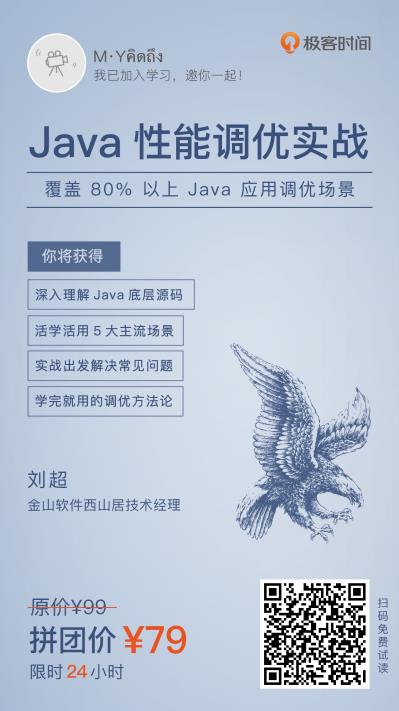 M·Yคิดถึง
我已加入学习，邀你一起！
极客时间
Java 性能调优实战
覆盖 80% 以上 Java 应用调优场景
你将获得
深入理解 Java 底层源码
活学活用 5 大主流场景
实战出发解决常见问题
学完就用的调优方法论
刘超
金山软件西山居技术经理
原价¥99
拼团价 ¥79
限时 24 小时
扫码免费试读